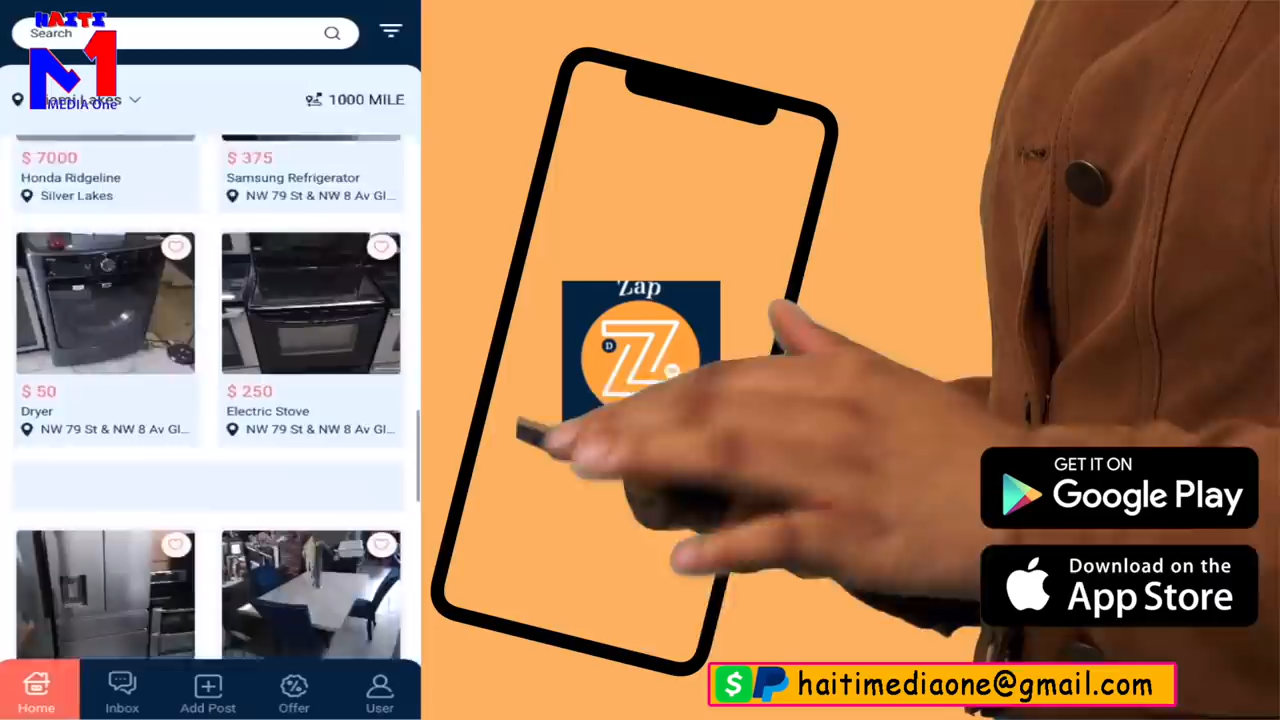 HAITI
Search
M1
MEDIA One
Miami Lakes
1000 MILE
$ 7000
Honda Ridgeline
Silver Lakes
$ 375
Samsung Refrigerator
NW 79 St & NW 8 Av Gl...
$ 50
Dryer
NW 79 St & NW 8 Av Gl...
$ 250
Electric Stove
NW 79 St & NW 8 Av Gl...
Home
Inbox
Add Post
Offer
User
Zap
Z
D
GET IT ON
Google Play
Download on the
App Store
$ haitimediaone@gmail.com